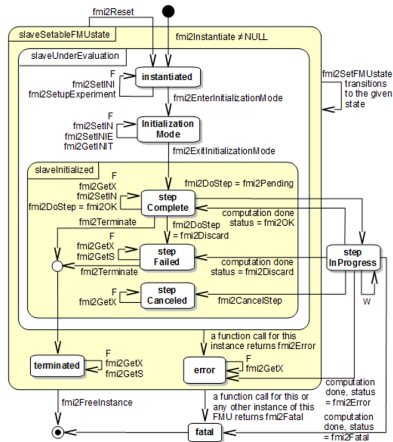 fmi2Reset
slaveSetableFMUstate
fmi2Instantiate ≠ NULL
slaveUnderEvaluation
F
fmi2SetINI
fmi2SetupExperiment
instantiated
fmi2SetFMUstate
transitions
to the given
state
fmi2EnterInitializationMode
F
fmi2SetIN
fmi2SetINIE
fmi2GetINIT
Initialization
Mode
fmi2ExitInitializationMode
slaveInitialized
F
fmi2GetX
fmi2SetIN
fmi2DoStep = fmi2OK
fmi2DoStep = fmi2Pending
step
Complete
computation done
status = fmi2OK
fmi2Terminate
fmi2DoStep
= fmi2Discard
F
fmi2GetX
fmi2GetS
fmi2Terminate
step
Failed
computation done
status = fmi2Discard
step
InProgress
F
fmi2GetX
step
Canceled
fmi2CancelStep
W
a function call for this
instance returns fmi2Error
terminated
F
fmi2GetX
fmi2GetS
error
F
fmi2GetX
computation
done, status
= fmi2Error
fmi2FreeInstance
a function call for this or
any other instance of this
FMU returns fmi2Fatal
computation
done, status
= fmi2Fatal
fatal